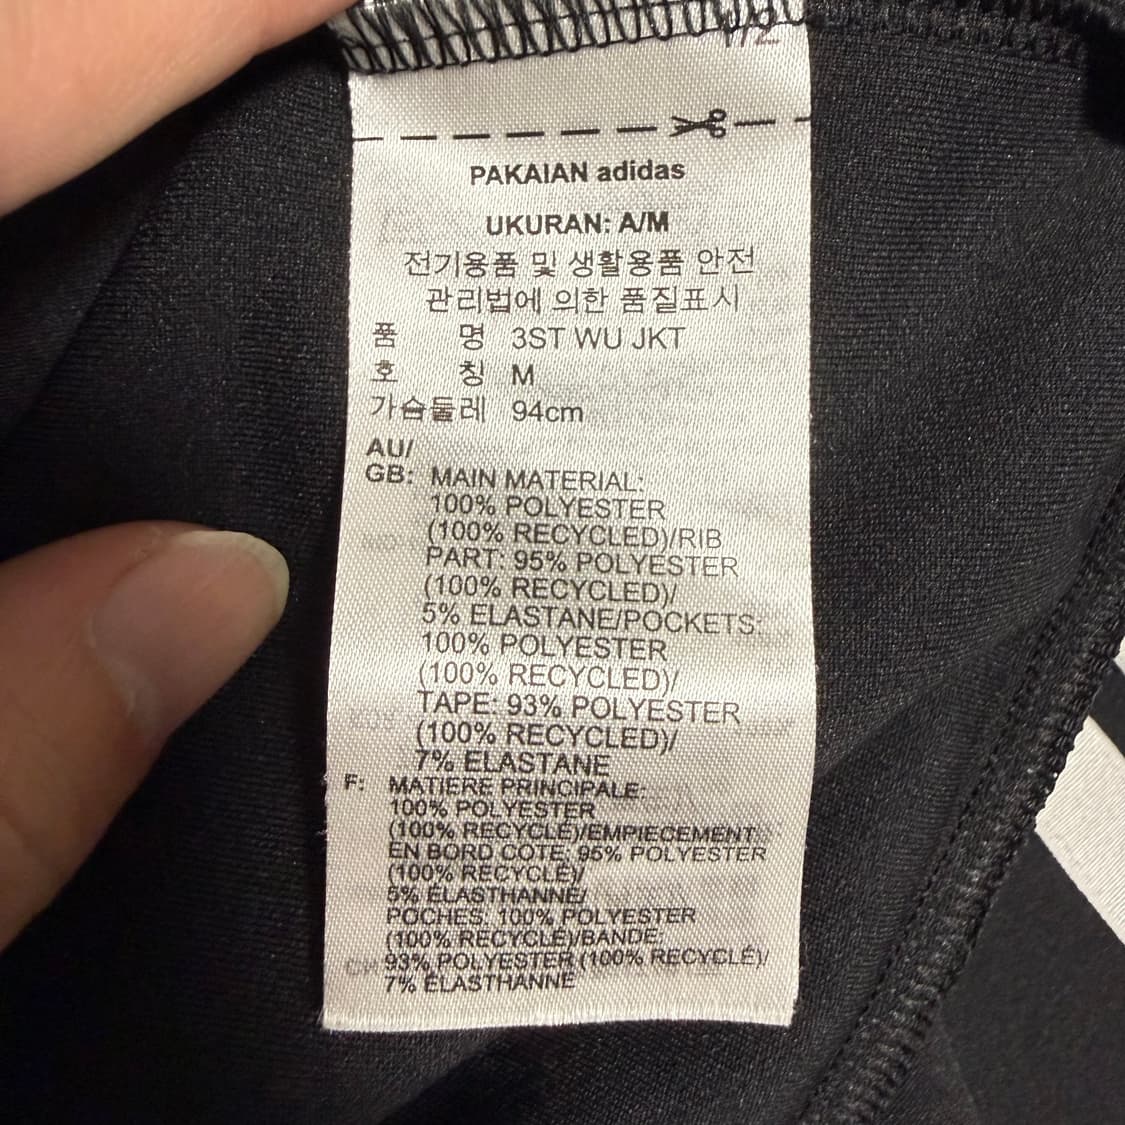 PAKAIAN adidas
UKURAN: A/M
전기용품 및 생활용품 안전
관리법에 의한 품질표시
품 명 3ST WU JKT
호 칭 M
가슴둘레 94cm
AU/
GB: MAIN MATERIAL:
100% POLYESTER
(100% RECYCLED)/RIB
PART: 95% POLYESTER
(100% RECYCLED)/
5% ELASTANE/POCKETS:
100% POLYESTER
(100% RECYCLED)/
TAPE: 93% POLYESTER
(100% RECYCLED)/
7% ELASTANE
F: MATIÈRE PRINCIPALE:
100% POLYESTER
(100% RECYCLÉ)/EMPIÈCEMENT
EN BORD CÔTE: 95% POLYESTER
(100% RECYCLÉ)/
5% ÉLASTHANNE/
POCHES: 100% POLYESTER
(100% RECYCLÉ)/BANDE:
93% POLYESTER (100% RECYCLÉ)/
7% ÉLASTHANNE